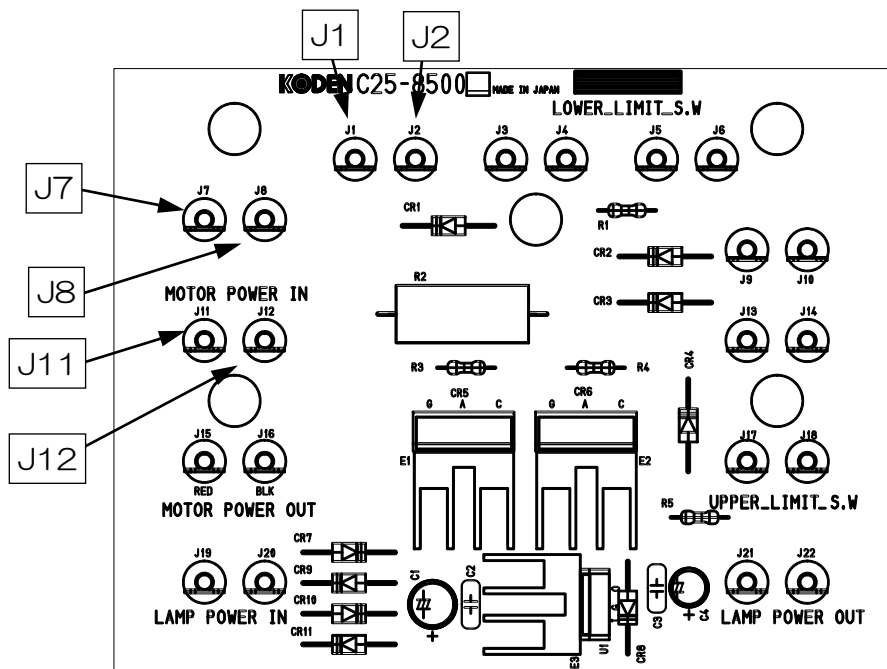 J1 J2
KODEN C25-8500 MADE IN JAPAN
LOWER_LIMIT_S.W
J1 J2 J3 J4 J5 J6
J7
J7 J8
CR1
R1
CR2
J8
J9 J10
R2
MOTOR POWER IN
CR3
J11 J12
J13 J14
J11
R3
R4
CR4
CR5
CR6
G A C
G A C
J12
J15 J16
J17 J18
E1
E2
RED BLK
MOTOR POWER OUT
UPPER_LIMIT_S.W
R5
CR7
J19 J20
CR9
C1
C2
J21 J22
CR10
LAMP POWER IN
LAMP POWER OUT
CR11
+
E3
U1
G A C
CR8
C3
+
C4